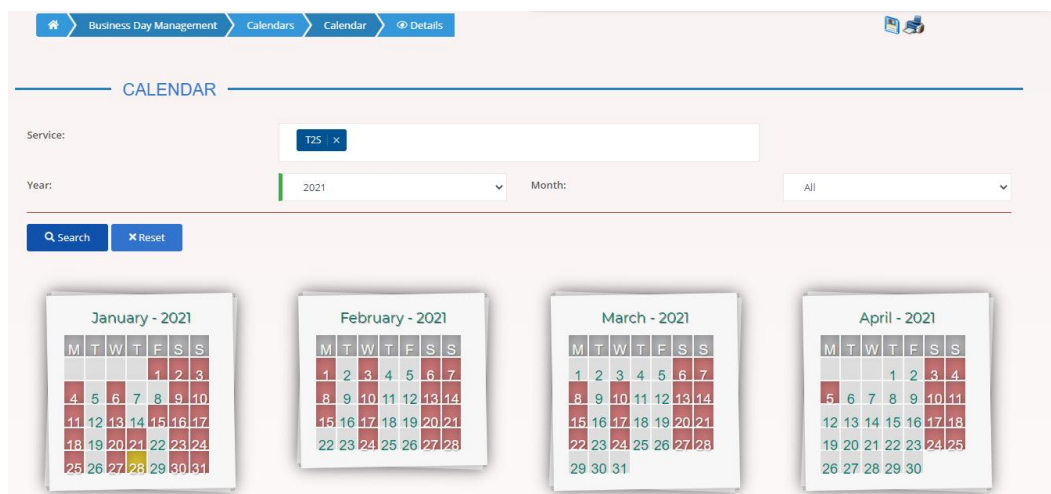 Business Day Management Calendars Calendar Details
CALENDAR
Service: T2S ×
Year: 2021 Month: All
Search ×Reset
January - 2021
M T W T F S S
1 2 3
4 5 6 7 8 9 10
11 12 13 14 15 16 17
18 19 20 21 22 23 24
25 26 27 28 29 30 31
February - 2021
M T W T F S S
1 2 3 4 5 6 7
8 9 10 11 12 13 14
15 16 17 18 19 20 21
22 23 24 25 26 27 28
March - 2021
M T W T F S S
1 2 3 4 5 6 7
8 9 10 11 12 13 14
15 16 17 18 19 20 21
22 23 24 25 26 27 28
29 30 31
April - 2021
M T W T F S S
1 2 3 4
5 6 7 8 9 10 11
12 13 14 15 16 17 18
19 20 21 22 23 24 25
26 27 28 29 30